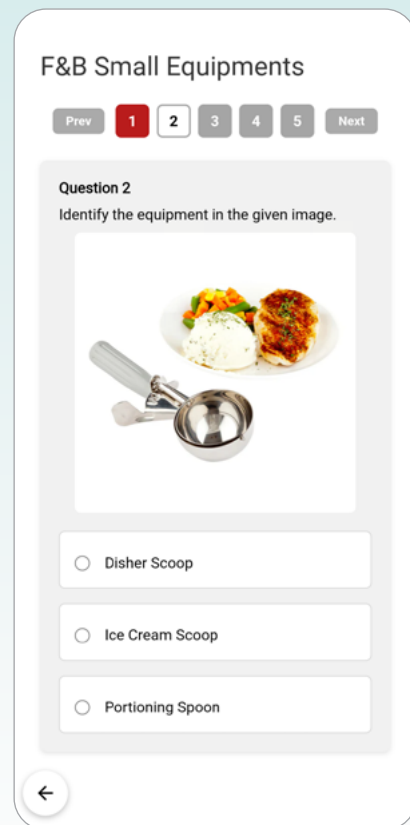 F&B Small Equipments
Prev 1 2 3 4 5 Next
Question 2
Identify the equipment in the given image.
Disher Scoop
Ice Cream Scoop
Portioning Spoon